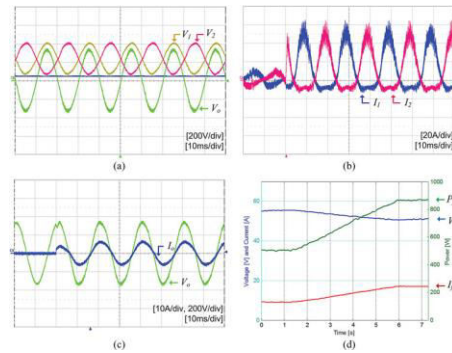 V₁ V₂
Vₒ
[200V/div]
[10ms/div]
(a)
I₁ I₂
[20A/div]
[10ms/div]
(b)
Iₒ
Vₒ
[10A/div, 200V/div]
[10ms/div]
(c)
Voltage [V] and Current [A]
60
40
20
0
0 1 2 3 4 5 6 7
Time [s]
1000
800
600
400
200
0
Power [W]
P
V
I
(d)